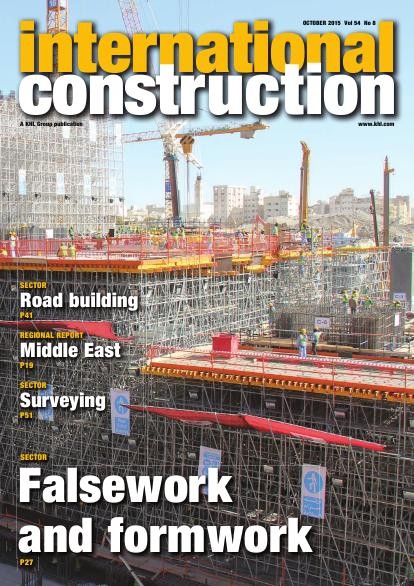 OCTOBER 2015 Vol 54 No 8
international
construction
A KHL Group publication
www.khl.com
SECTOR
Road building
P41
REGIONAL REPORT
Middle East
P19
SECTOR
Surveying
P51
SECTOR
Falsework
and formwork
P27